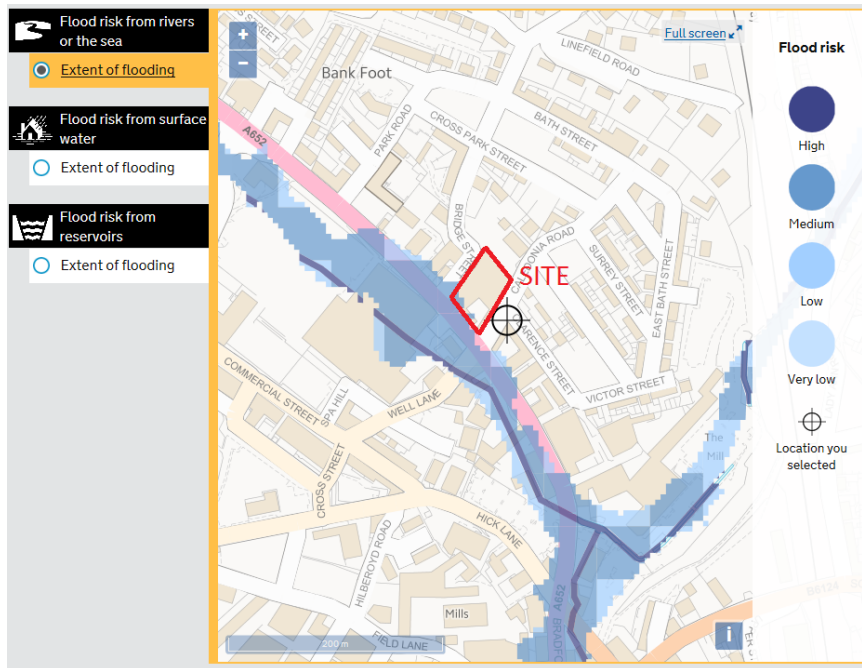 Flood risk from rivers
or the sea
Extent of flooding
Flood risk from surface
water
Extent of flooding
Flood risk from
reservoirs
Extent of flooding
+
−
Full screen
Flood risk
High
Medium
Low
Very low
Location you
selected
LINEFIELD ROAD
Bank Foot
BATH STREET
CROSS PARK STREET
PARK ROAD
A652
BRIDGE STREET
CALEDONIA ROAD
SITE
SURREY STREET
EAST BATH STREET
CLARENCE STREET
VICTOR STREET
COMMERCIAL STREET
SPA HILL
WELL LANE
CROSS STREET
The
Mill
HICK LANE
HILBEROYD ROAD
Mills
A652
B6124
FIELD LANE
200 m
i